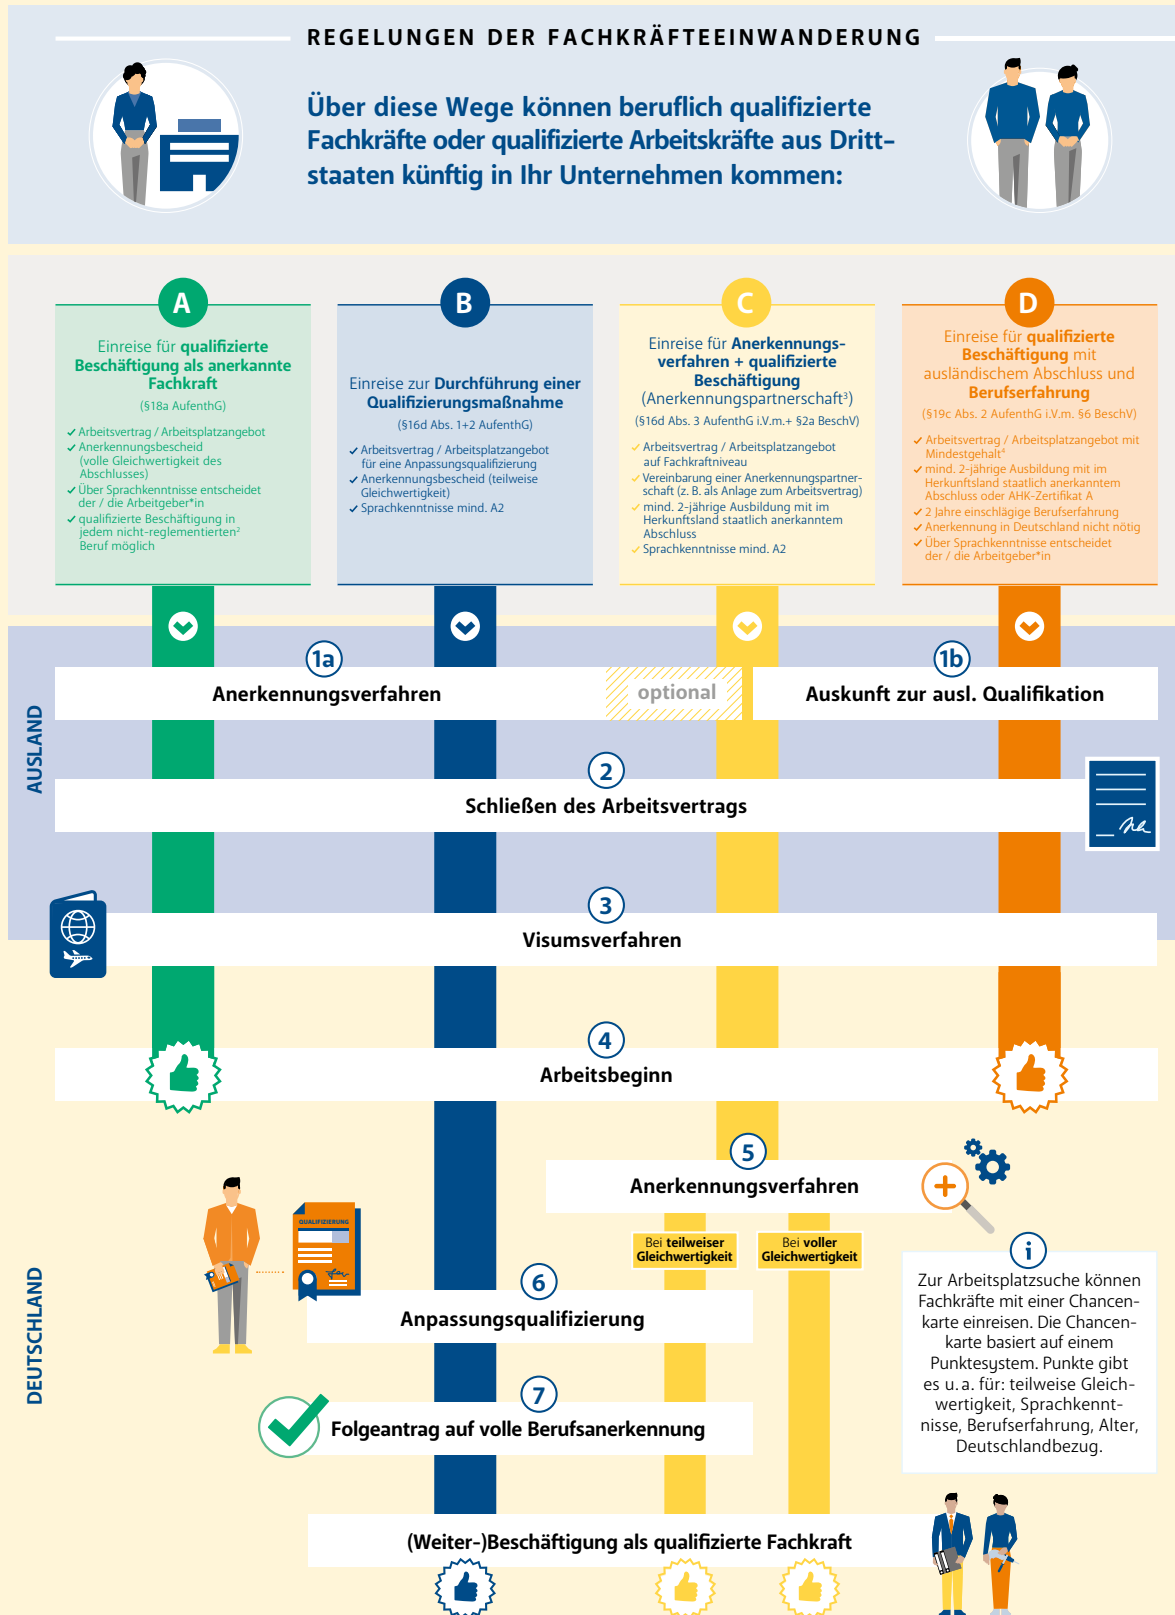 REGELUNGEN DER FACHKRÄFTEEINWANDERUNG
Über diese Wege können beruflich qualifizierte
Fachkräfte oder qualifizierte Arbeitskräfte aus Dritt-
staaten künftig in Ihr Unternehmen kommen:
A
Einreise für qualifizierte
Beschäftigung als anerkannte
Fachkraft
(§18a AufenthG)
Arbeitsvertrag / Arbeitsplatzangebot
Anerkennungsbescheid
(volle Gleichwertigkeit des
Abschlusses)
Über Sprachkenntnisse entscheidet
der / die Arbeitgeber*in
qualifizierte Beschäftigung in
jedem nicht-reglementierten²
Beruf möglich
B
Einreise zur Durchführung einer
Qualifizierungsmaßnahme
(§16d Abs. 1+2 AufenthG)
Arbeitsvertrag / Arbeitsplatzangebot
für eine Anpassungsqualifizierung
Anerkennungsbescheid (teilweise
Gleichwertigkeit)
Sprachkenntnisse mind. A2
C
Einreise für Anerkennungs-
verfahren + qualifizierte
Beschäftigung
(Anerkennungspartnerschaft³)
(§16d Abs. 3 AufenthG i.V.m.+ §2a BeschV)
Arbeitsvertrag / Arbeitsplatzangebot
auf Fachkraftniveau
Vereinbarung einer Anerkennungspartner-
schaft (z. B. als Anlage zum Arbeitsvertrag)
mind. 2-jährige Ausbildung mit im
Herkunftsland staatlich anerkanntem
Abschluss
Sprachkenntnisse mind. A2
D
Einreise für qualifizierte
Beschäftigung mit
ausländischem Abschluss und
Berufserfahrung
(§19c Abs. 2 AufenthG i.V.m. §6 BeschV)
Arbeitsvertrag / Arbeitsplatzangebot mit
Mindestgehalt⁴
mind. 2-jährige Ausbildung mit im
Herkunftsland staatlich anerkanntem
Abschluss oder AHK-Zertifikat A
2 Jahre einschlägige Berufserfahrung
Anerkennung in Deutschland nicht nötig
Über Sprachkenntnisse entscheidet
der / die Arbeitgeber*in
AUSLAND
1a
Anerkennungsverfahren
optional
1b
Auskunft zur ausl. Qualifikation
2
Schließen des Arbeitsvertrags
3
Visumsverfahren
DEUTSCHLAND
4
Arbeitsbeginn
5
Anerkennungsverfahren
Bei teilweiser
Gleichwertigkeit
Bei voller
Gleichwertigkeit
QUALIFIZIERUNG
6
Anpassungsqualifizierung
7
Folgeantrag auf volle Berufsanerkennung
(Weiter-)Beschäftigung als qualifizierte Fachkraft
i
Zur Arbeitsplatzsuche können
Fachkräfte mit einer Chancen-
karte einreisen. Die Chancen-
karte basiert auf einem
Punktesystem. Punkte gibt
es u. a. für: teilweise Gleich-
wertigkeit, Sprachkennt-
nisse, Berufserfahrung, Alter,
Deutschlandbezug.